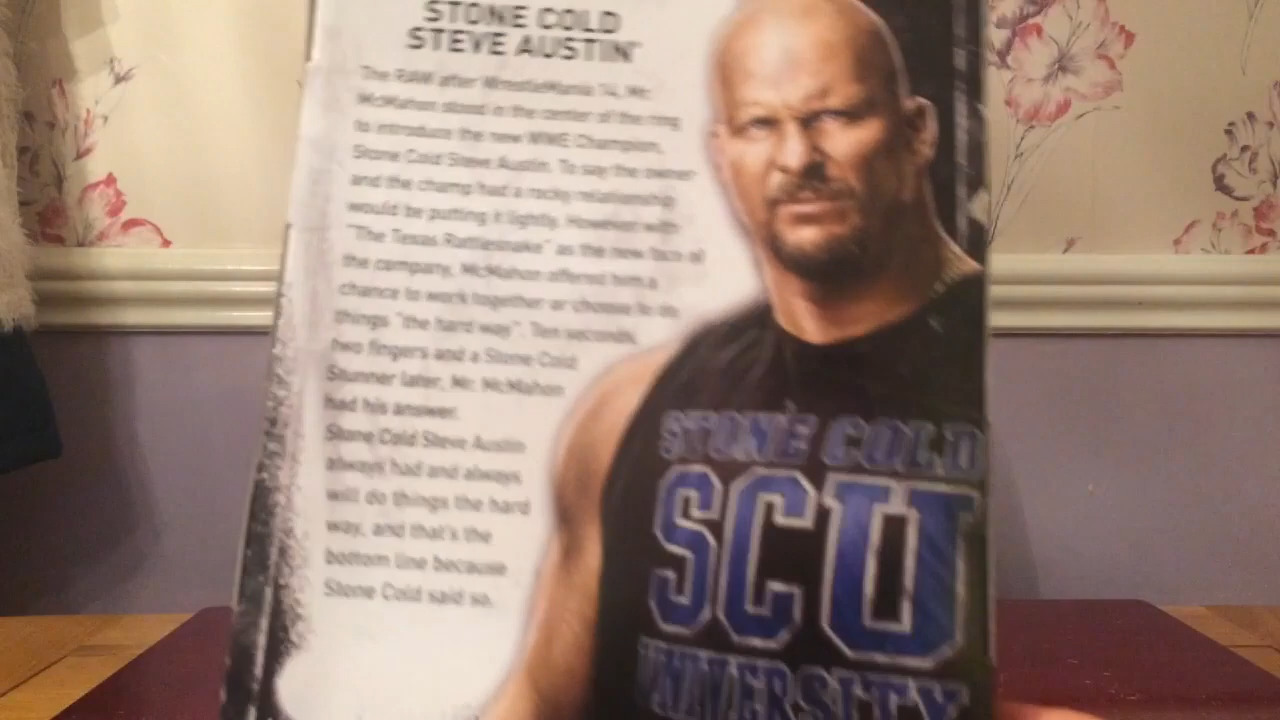 STONE COLD
STEVE AUSTIN
The RAW after WrestleMania 14, Mr.
McMahon stood in the center of the ring
to introduce the new WWE Champion,
Stone Cold Steve Austin. To say the owner
and the champ had a rocky relationship
would be putting it lightly. However with
"The Texas Rattlesnake" as the new face of
the company, McMahon offered him a
chance to work together or choose to do
things "the hard way". Ten seconds,
two fingers and a Stone Cold
Stunner later, Mr. McMahon
had his answer.
Stone Cold Steve Austin
always had and always
will do things the hard
way, and that's the
bottom line because
Stone Cold said so.
STONE COLD
SCU
UNIVERSITY